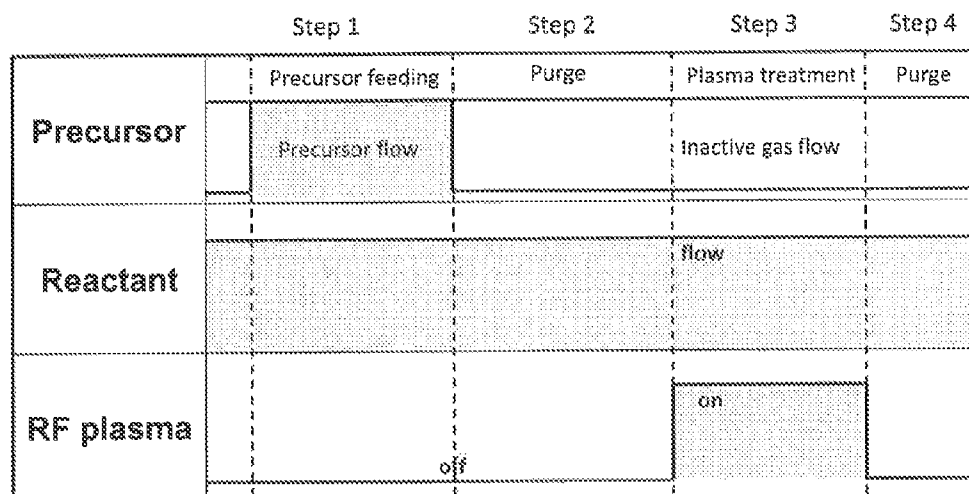 Step 1 Step 2 Step 3 Step 4
Precursor feeding Purge Plasma treatment Purge
Precursor
Precursor flow
Inactive gas flow
Reactant
flow
RF plasma
on
off